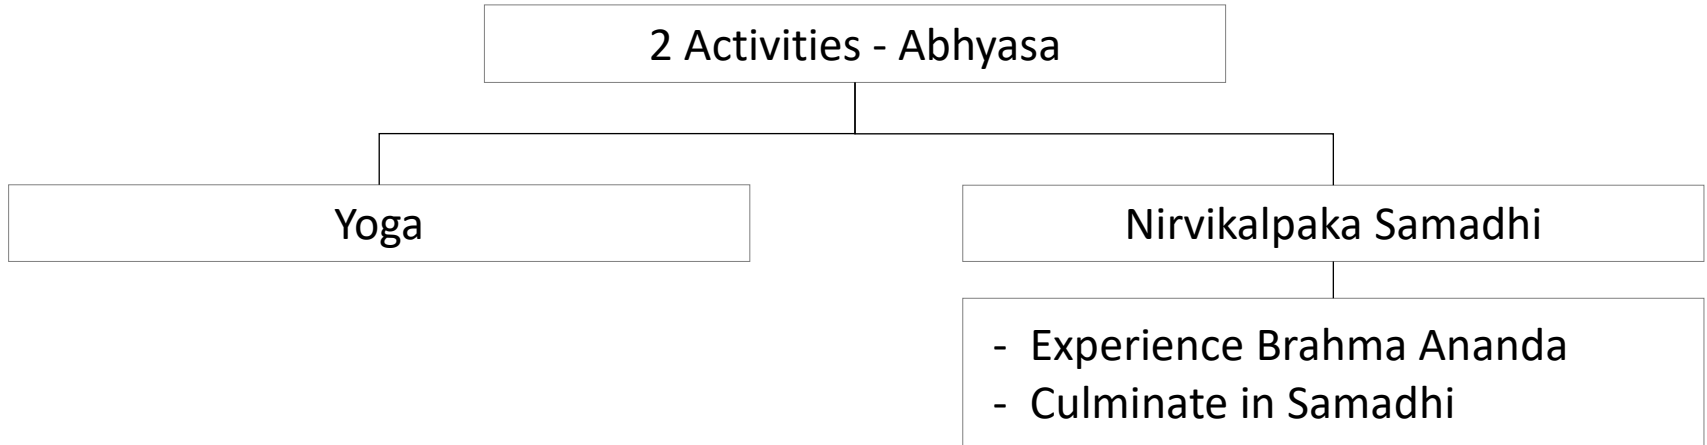 2 Activities - Abhyasa
Yoga
Nirvikalpaka Samadhi
- Experience Brahma Ananda
- Culminate in Samadhi